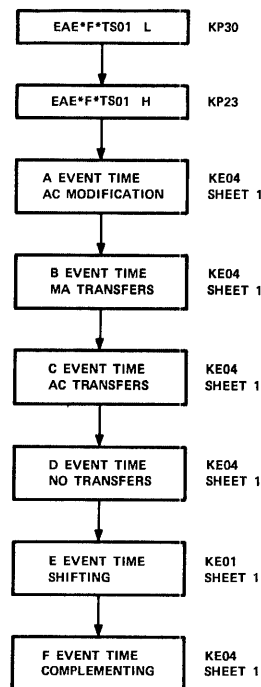 EAE*F*TS01 L KP30
EAE*F*TS01 H KP23
A EVENT TIME KE04
AC MODIFICATION SHEET 1
B EVENT TIME KE04
MA TRANSFERS SHEET 1
C EVENT TIME KE04
AC TRANSFERS SHEET 1
D EVENT TIME KE04
NO TRANSFERS SHEET 1
E EVENT TIME KE01
SHIFTING SHEET 1
F EVENT TIME KE04
COMPLEMENTING SHEET 1